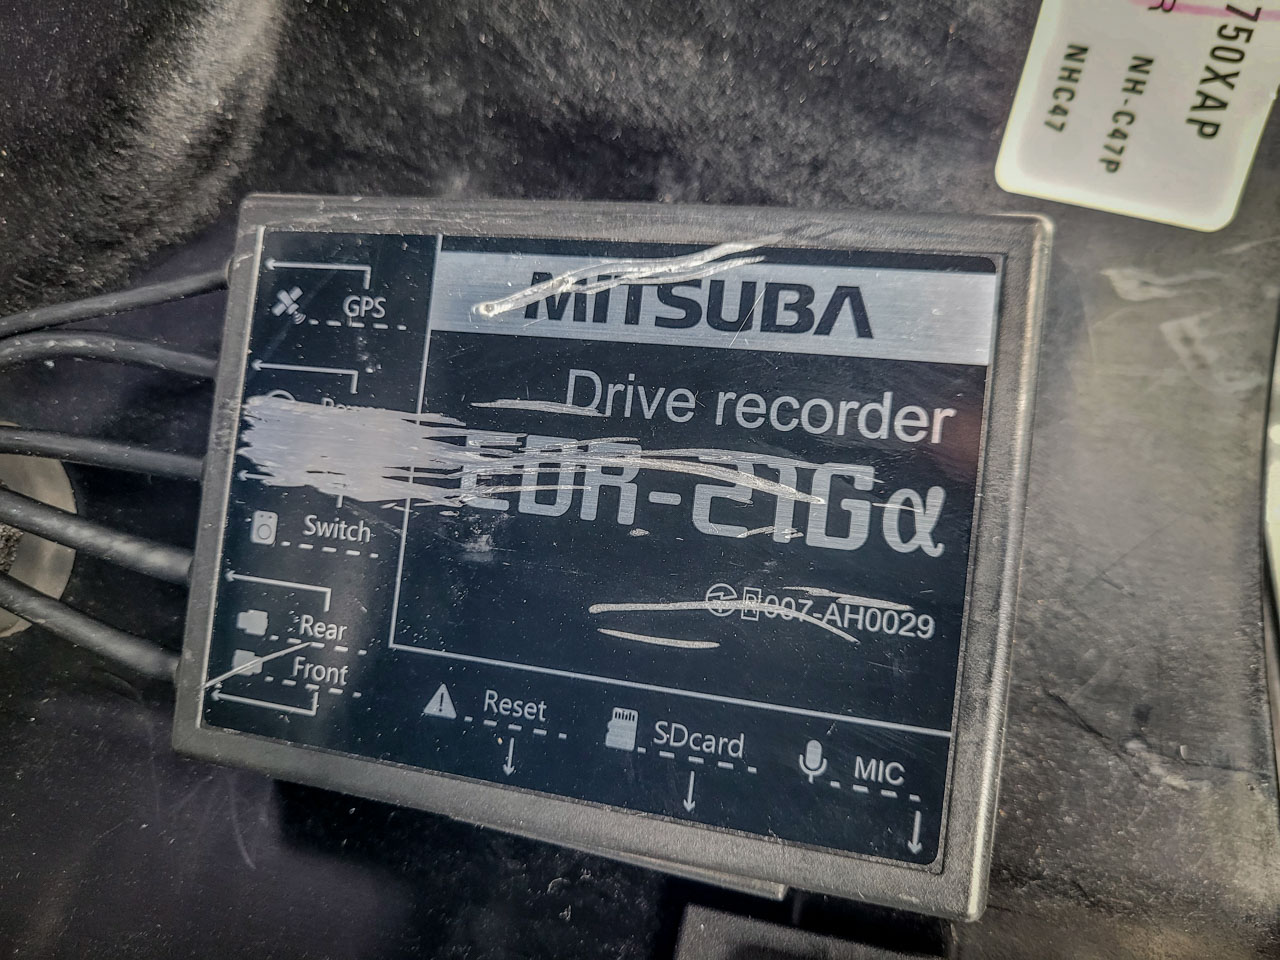 750XAP
NH-C47P
NHC47
MITSUBA
Drive recorder
EDR-21Gα
R 007-AH0029
GPS
Switch
Rear
Front
Reset
SDcard
MIC